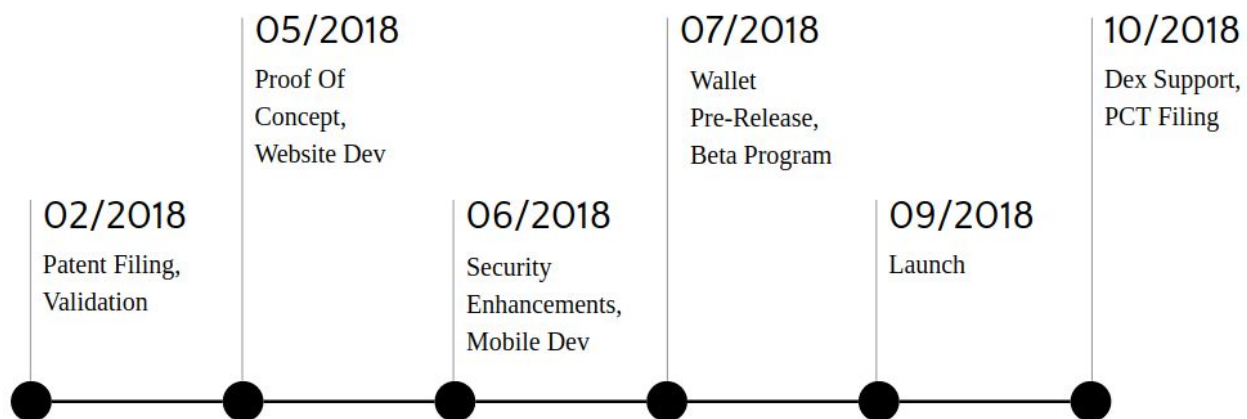 02/2018
Patent Filing,
Validation
05/2018
Proof Of
Concept,
Website Dev
06/2018
Security
Enhancements,
Mobile Dev
07/2018
Wallet
Pre-Release,
Beta Program
09/2018
Launch
10/2018
Dex Support,
PCT Filing